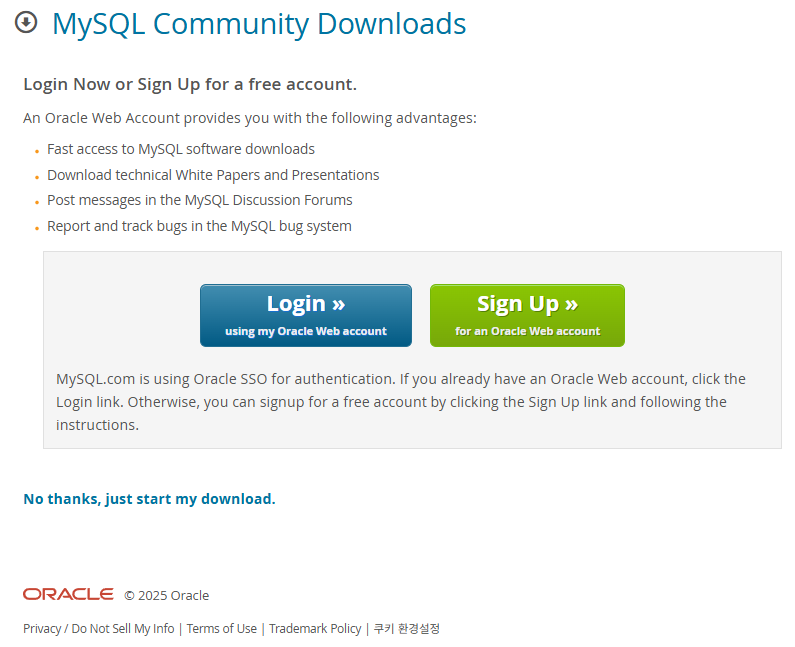 MySQL Community Downloads
Login Now or Sign Up for a free account.
An Oracle Web Account provides you with the following advantages:
Fast access to MySQL software downloads
Download technical White Papers and Presentations
Post messages in the MySQL Discussion Forums
Report and track bugs in the MySQL bug system
Login »
using my Oracle Web account
Sign Up »
for an Oracle Web account
MySQL.com is using Oracle SSO for authentication. If you already have an Oracle Web account, click the
Login link. Otherwise, you can signup for a free account by clicking the Sign Up link and following the
instructions.
No thanks, just start my download.
ORACLE © 2025 Oracle
Privacy / Do Not Sell My Info | Terms of Use | Trademark Policy | 쿠키 환경설정